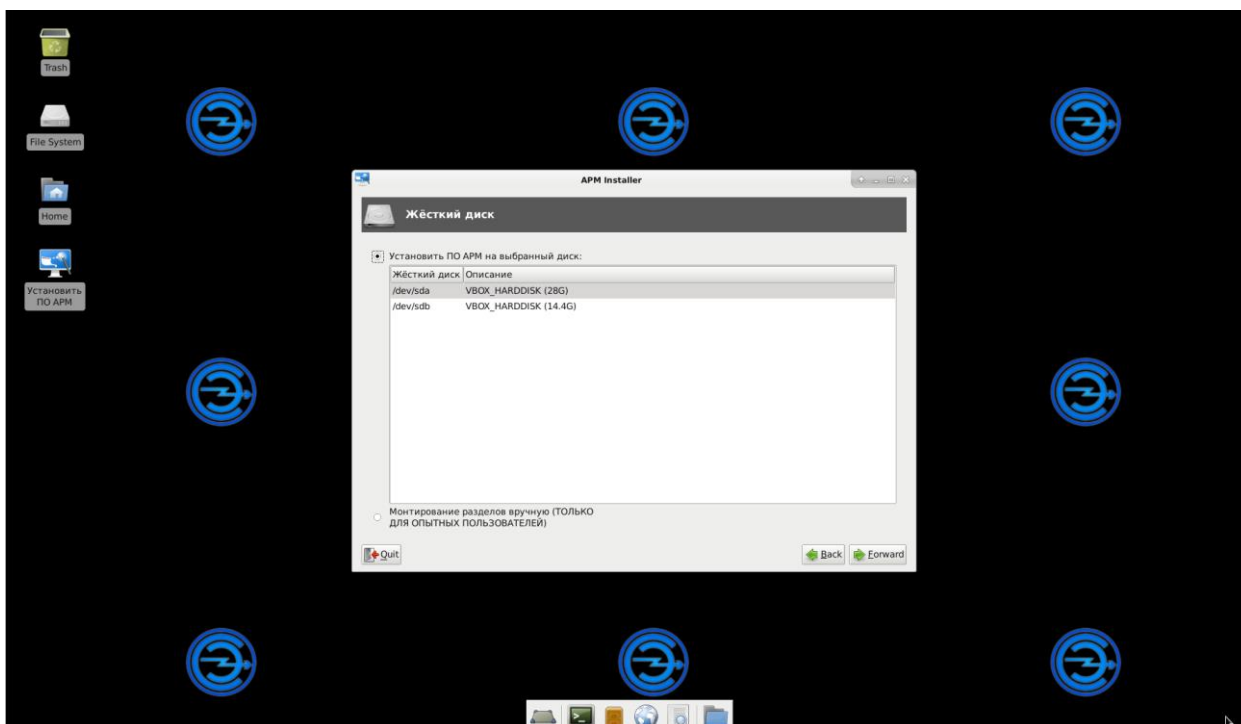 Trash
File System
Home
Установить
ПО АРМ
АРМ Installer
Жёсткий диск
Установить ПО АРМ на выбранный диск:
Жёсткий диск Описание
/dev/sda VBOX_HARDDISK (28G)
/dev/sdb VBOX_HARDDISK (14.4G)
Монтирование разделов вручную (ТОЛЬКО
ДЛЯ ОПЫТНЫХ ПОЛЬЗОВАТЕЛЕЙ)
Quit
Back
Forward